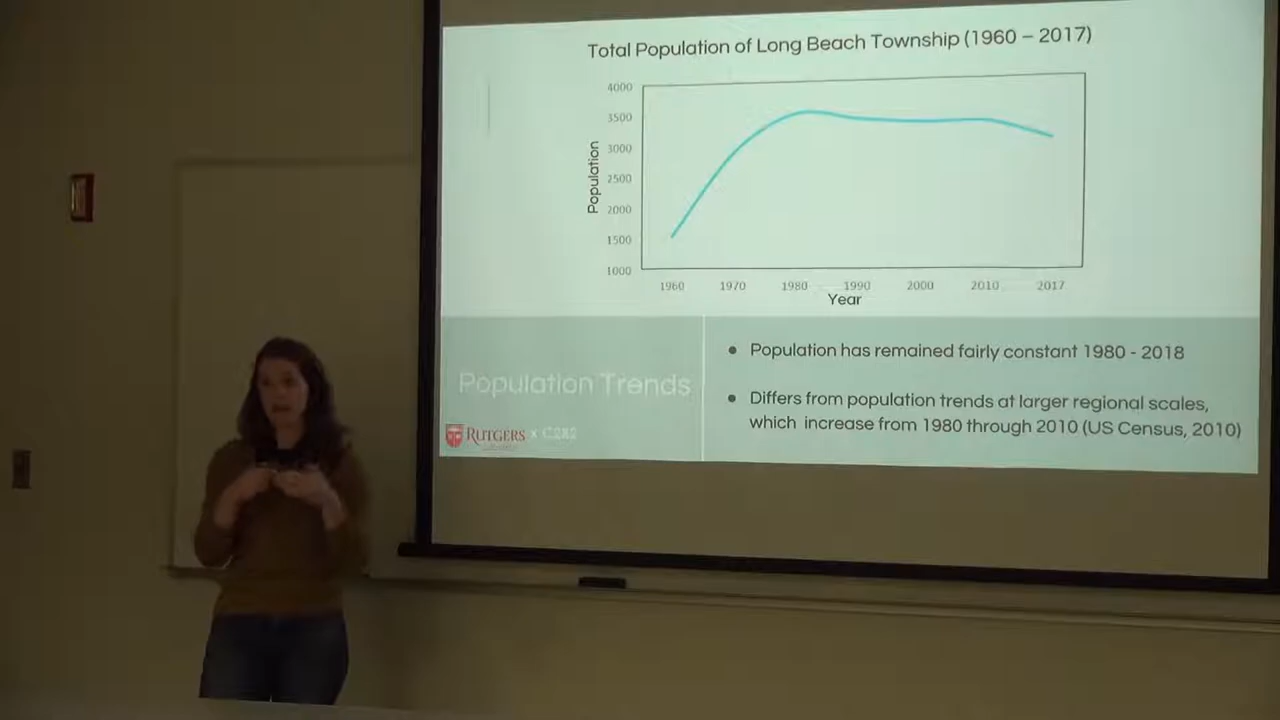 Total Population of Long Beach Township (1960 – 2017)
4000
3500
3000
2500
2000
1500
1000
Population
1960 1970 1980 1990 2000 2010 2017
Year
Population Trends
RUTGERS x C282
● Population has remained fairly constant 1980 - 2018
● Differs from population trends at larger regional scales,
which increase from 1980 through 2010 (US Census, 2010)